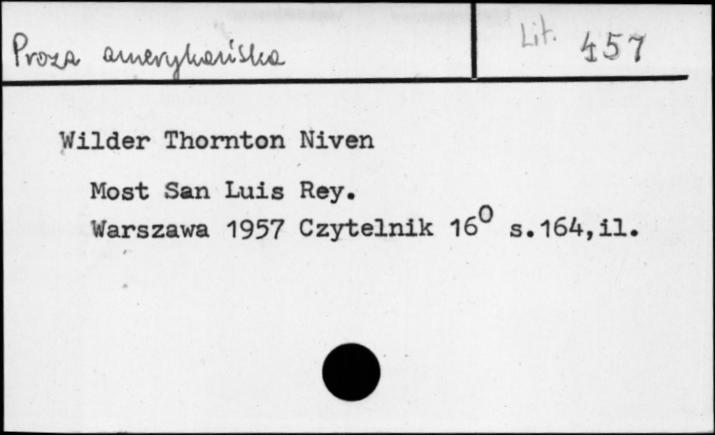 Proza amerykańska
Lit. 457
Wilder Thornton Niven
Most San Luis Rey.
Warszawa 1957 Czytelnik 16⁰ s.164,il.